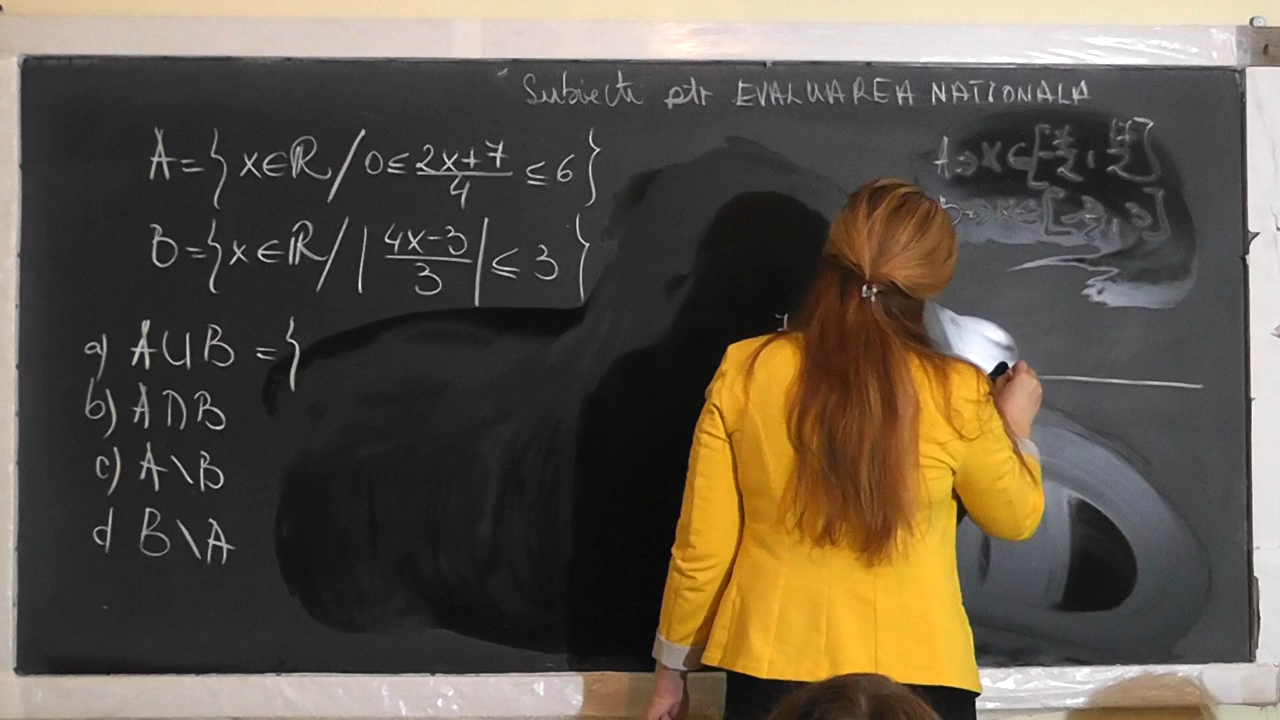 Subiecte ptr EVALUAREA NATIONALA
A={x∈ℝ/0≤(2x+7)/4≤6}
B={x∈ℝ/|(4x-3)/3|≤3}
a) A∪B={
b) A∩B
c) A\B
d B\A
A⇒x∈[